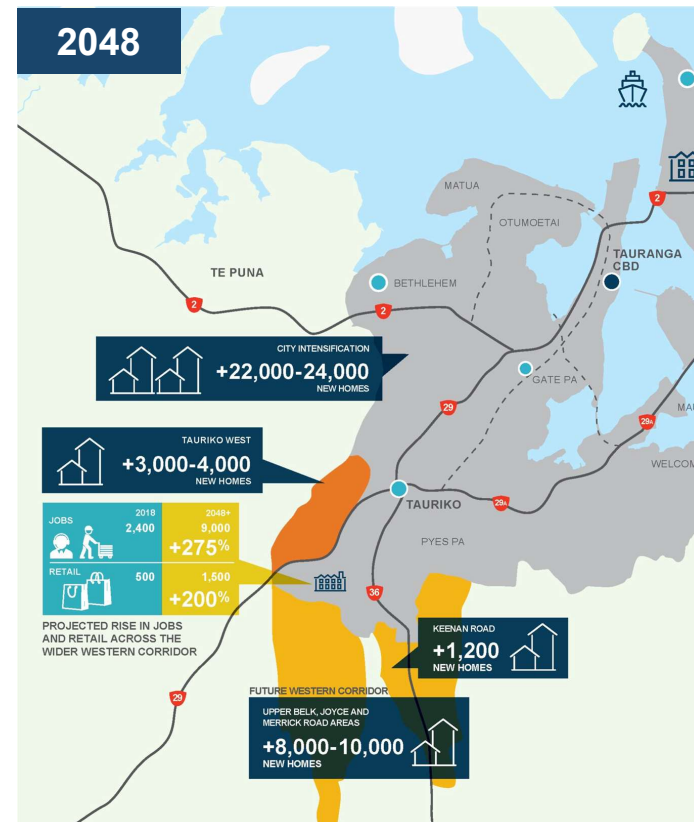 2048
MATUA
OTUMOETAI
2
TAURANGA
CBD
TE PUNA
BETHLEHEM
2
2
CITY INTENSIFICATION
+22,000-24,000
NEW HOMES
GATE PA
29
29A
MAU
WELCOM
TAURIKO WEST
+3,000-4,000
NEW HOMES
TAURIKO
29A
PYES PA
2018
2048+
JOBS
2,400
9,000
+275%
RETAIL
500
1,500
+200%
PROJECTED RISE IN JOBS
AND RETAIL ACROSS THE
WIDER WESTERN CORRIDOR
36
KEENAN ROAD
+1,200
NEW HOMES
29
FUTURE WESTERN CORRIDOR
UPPER BELK, JOYCE AND
MERRICK ROAD AREAS
+8,000-10,000
NEW HOMES